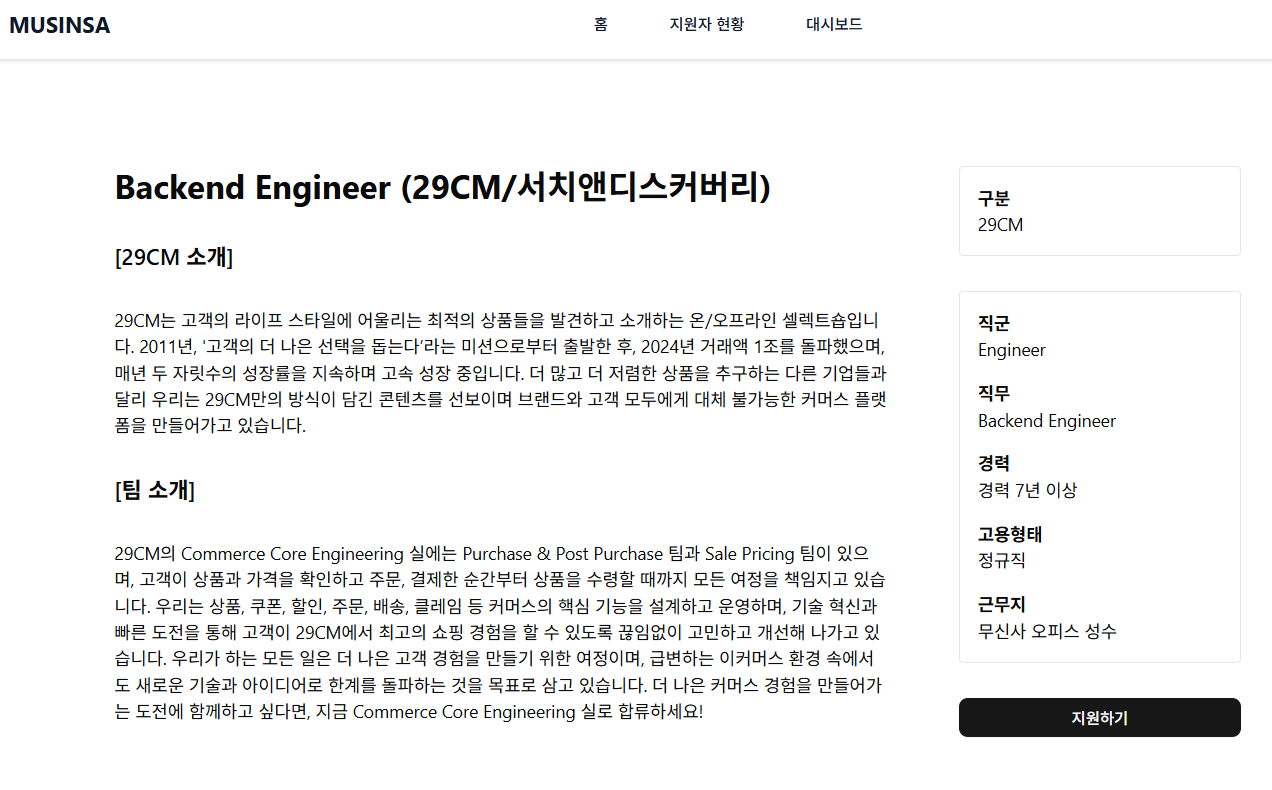 MUSINSA
홈
지원자 현황
대시보드
Backend Engineer (29CM/서치앤디스커버리)
[29CM 소개]
29CM는 고객의 라이프 스타일에 어울리는 최적의 상품들을 발견하고 소개하는 온/오프라인 셀렉트숍입니
다. 2011년, '고객의 더 나은 선택을 돕는다’라는 미션으로부터 출발한 후, 2024년 거래액 1조를 돌파했으며,
매년 두 자릿수의 성장률을 지속하며 고속 성장 중입니다. 더 많고 더 저렴한 상품을 추구하는 다른 기업들과
달리 우리는 29CM만의 방식이 담긴 콘텐츠를 선보이며 브랜드와 고객 모두에게 대체 불가능한 커머스 플랫
폼을 만들어가고 있습니다.
[팀 소개]
29CM의 Commerce Core Engineering 실에는 Purchase & Post Purchase 팀과 Sale Pricing 팀이 있으
며, 고객이 상품과 가격을 확인하고 주문, 결제한 순간부터 상품을 수령할 때까지 모든 여정을 책임지고 있습
니다. 우리는 상품, 쿠폰, 할인, 주문, 배송, 클레임 등 커머스의 핵심 기능을 설계하고 운영하며, 기술 혁신과
빠른 도전을 통해 고객이 29CM에서 최고의 쇼핑 경험을 할 수 있도록 끊임없이 고민하고 개선해 나가고 있
습니다. 우리가 하는 모든 일은 더 나은 고객 경험을 만들기 위한 여정이며, 급변하는 이커머스 환경 속에서
도 새로운 기술과 아이디어로 한계를 돌파하는 것을 목표로 삼고 있습니다. 더 나은 커머스 경험을 만들어가
는 도전에 함께하고 싶다면, 지금 Commerce Core Engineering 실로 합류하세요!
구분
29CM
직군
Engineer
직무
Backend Engineer
경력
경력 7년 이상
고용형태
정규직
근무지
무신사 오피스 성수
지원하기